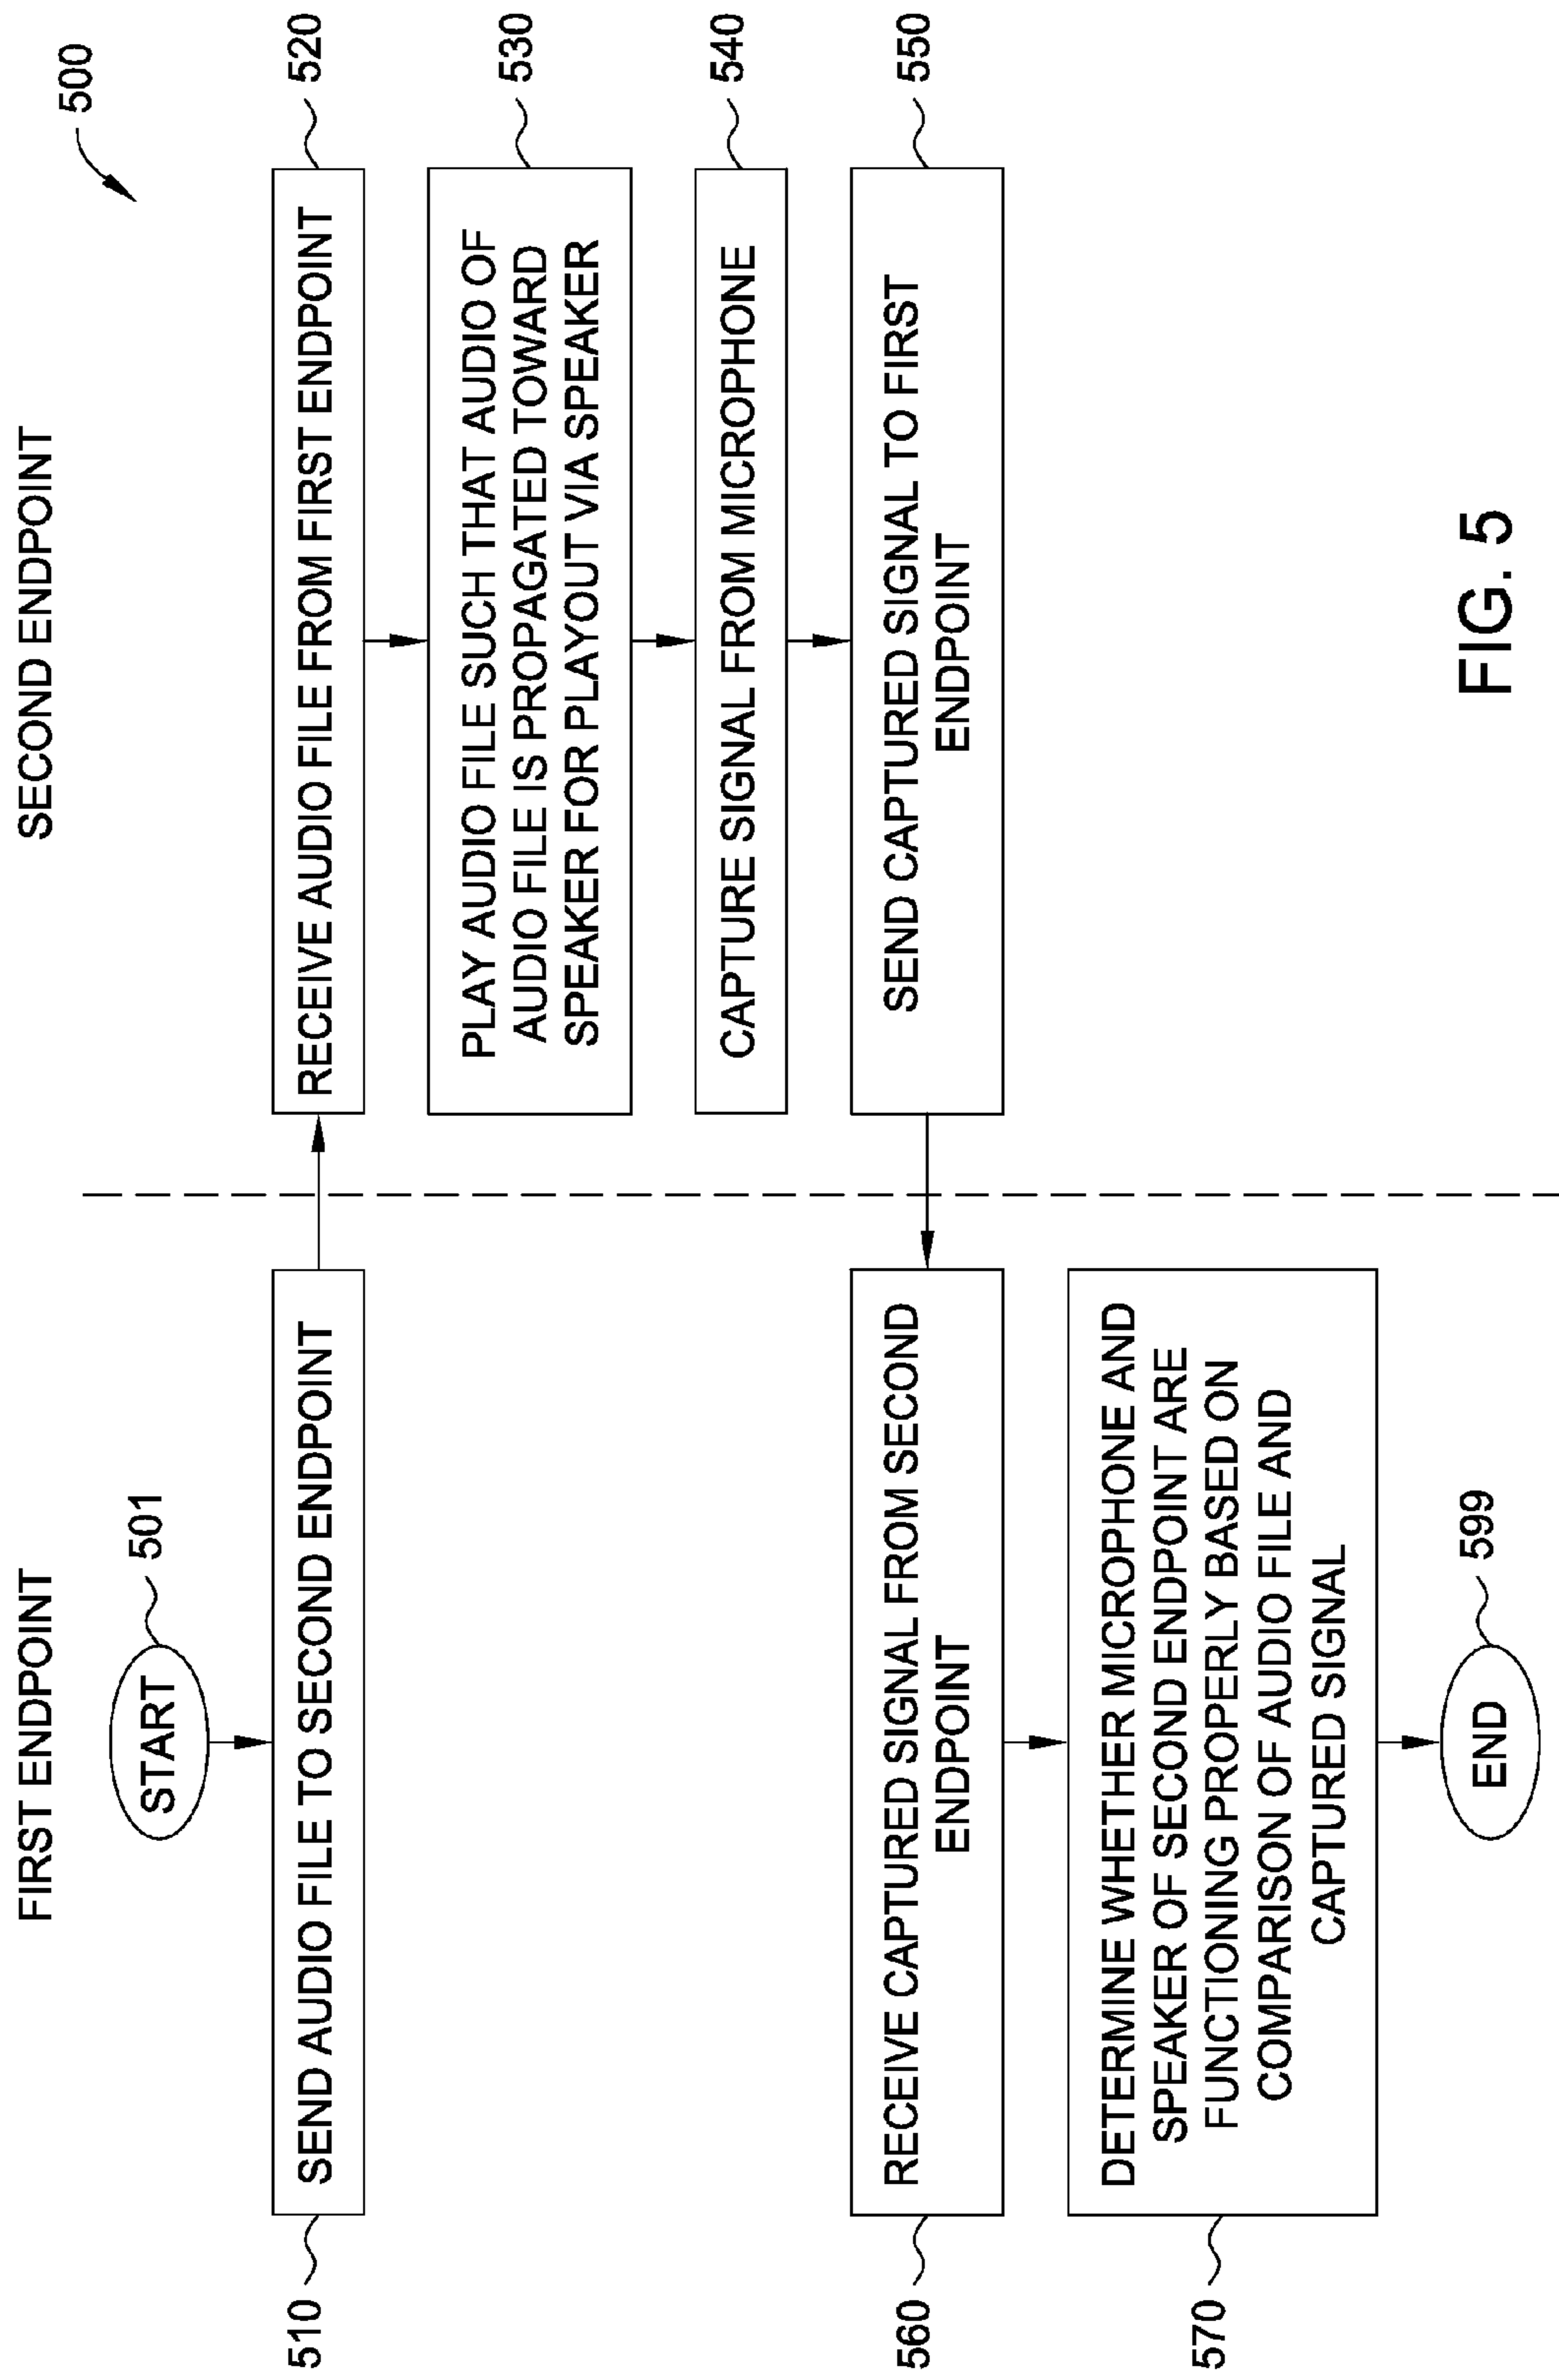 500
FIRST ENDPOINT
SECOND ENDPOINT
START
501
510
SEND AUDIO FILE TO SECOND ENDPOINT
RECEIVE AUDIO FILE FROM FIRST ENDPOINT
520
PLAY AUDIO FILE SUCH THAT AUDIO OF
AUDIO FILE IS PROPAGATED TOWARD
SPEAKER FOR PLAYOUT VIA SPEAKER
530
CAPTURE SIGNAL FROM MICROPHONE
540
SEND CAPTURED SIGNAL TO FIRST
ENDPOINT
550
560
RECEIVE CAPTURED SIGNAL FROM SECOND
ENDPOINT
570
DETERMINE WHETHER MICROPHONE AND
SPEAKER OF SECOND ENDPOINT ARE
FUNCTIONING PROPERLY BASED ON
COMPARISON OF AUDIO FILE AND
CAPTURED SIGNAL
END
599
FIG. 5